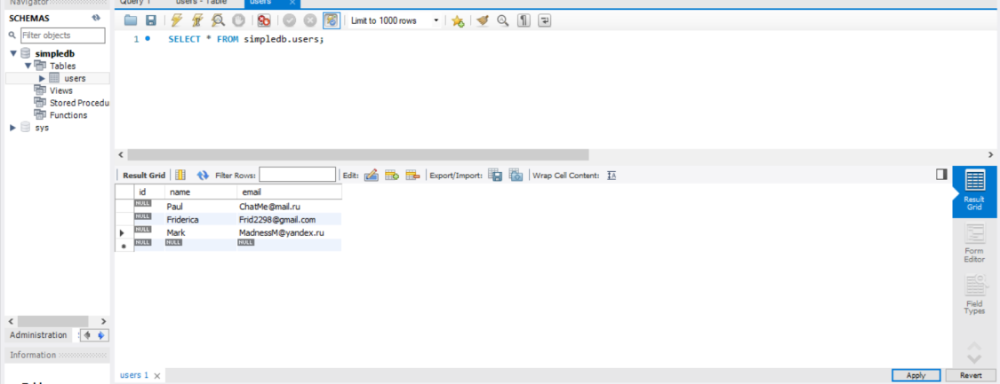 Navigator
Query 1 users - Table users
SCHEMAS
Filter objects
simpledb
Tables
users
Views
Stored Procedu
Functions
sys
Limit to 1000 rows
1 SELECT * FROM simpledb.users;
Result Grid Filter Rows: Edit: Export/Import: Wrap Cell Content:
id name email
NULL Paul ChatMe@mail.ru
NULL Friderica Frid2298@gmail.com
NULL Mark MadnessM@yandex.ru
NULL NULL NULL
Result
Grid
Form
Editor
Field
Types
Administration
Information
users 1
Apply Revert